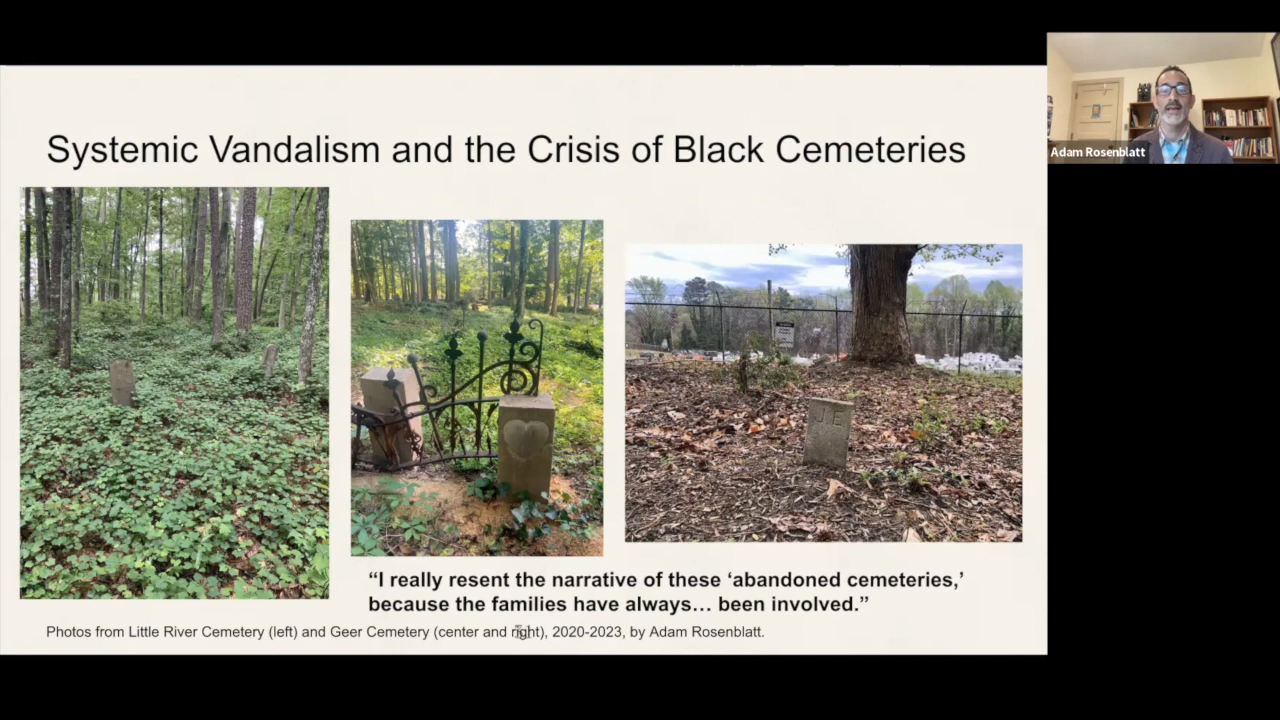 Systemic Vandalism and the Crisis of Black Cemeteries
Adam Rosenblatt
J E
“I really resent the narrative of these ‘abandoned cemeteries,’
because the families have always… been involved.”
Photos from Little River Cemetery (left) and Geer Cemetery (center and right), 2020-2023, by Adam Rosenblatt.